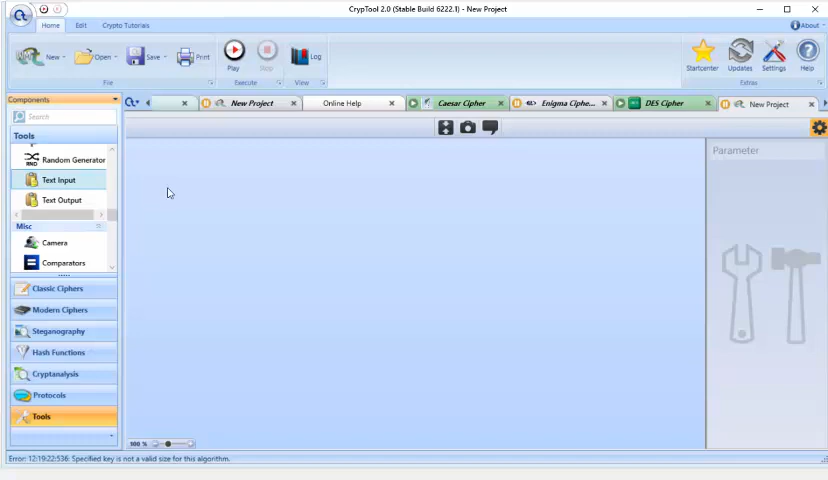 CrypTool 2.0 (Stable Build 6222.1) - New Project
Home Edit Crypto Tutorials About
New Open Save Print Play Stop Log Startcenter Updates Settings Help
File Execute View Extras
Components
New Project Online Help Caesar Cipher Enigma Ciphe... DES Cipher New Project
Search
Tools
Parameter
RND Random Generator
Text Input
Text Output
Misc
Camera
Comparators
Classic Ciphers
Modern Ciphers
Steganography
Hash Functions
Cryptanalysis
Protocols
Tools
100 %
Error: 12:19:22:536: Specified key is not a valid size for this algorithm.